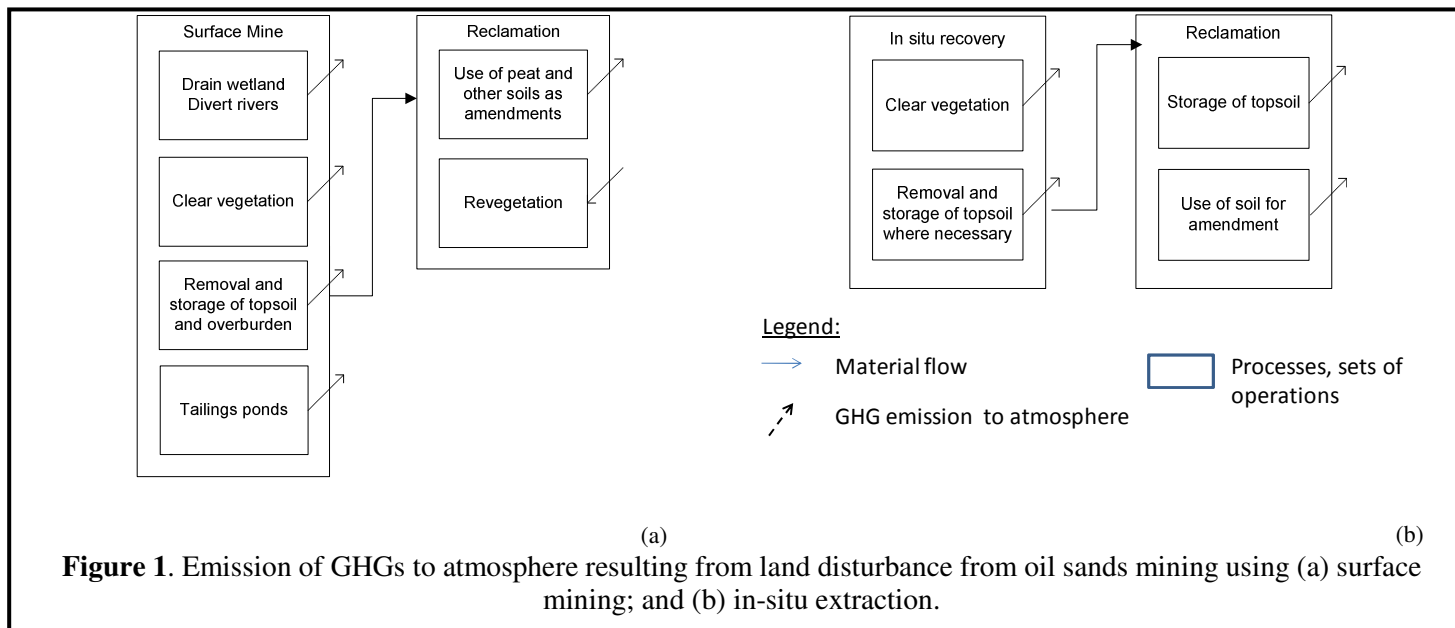 Surface Mine
Drain wetland
Divert rivers
Clear vegetation
Removal and
storage of topsoil
and overburden
Tailings ponds
Reclamation
Use of peat and
other soils as
amendments
Revegetation
(a)
In situ recovery
Clear vegetation
Removal and
storage of topsoil
where necessary
Reclamation
Storage of topsoil
Use of soil for
amendment
Legend:
Material flow
GHG emission to atmosphere
Processes, sets of
operations
(b)
Figure 1. Emission of GHGs to atmosphere resulting from land disturbance from oil sands mining using (a) surface
mining; and (b) in-situ extraction.